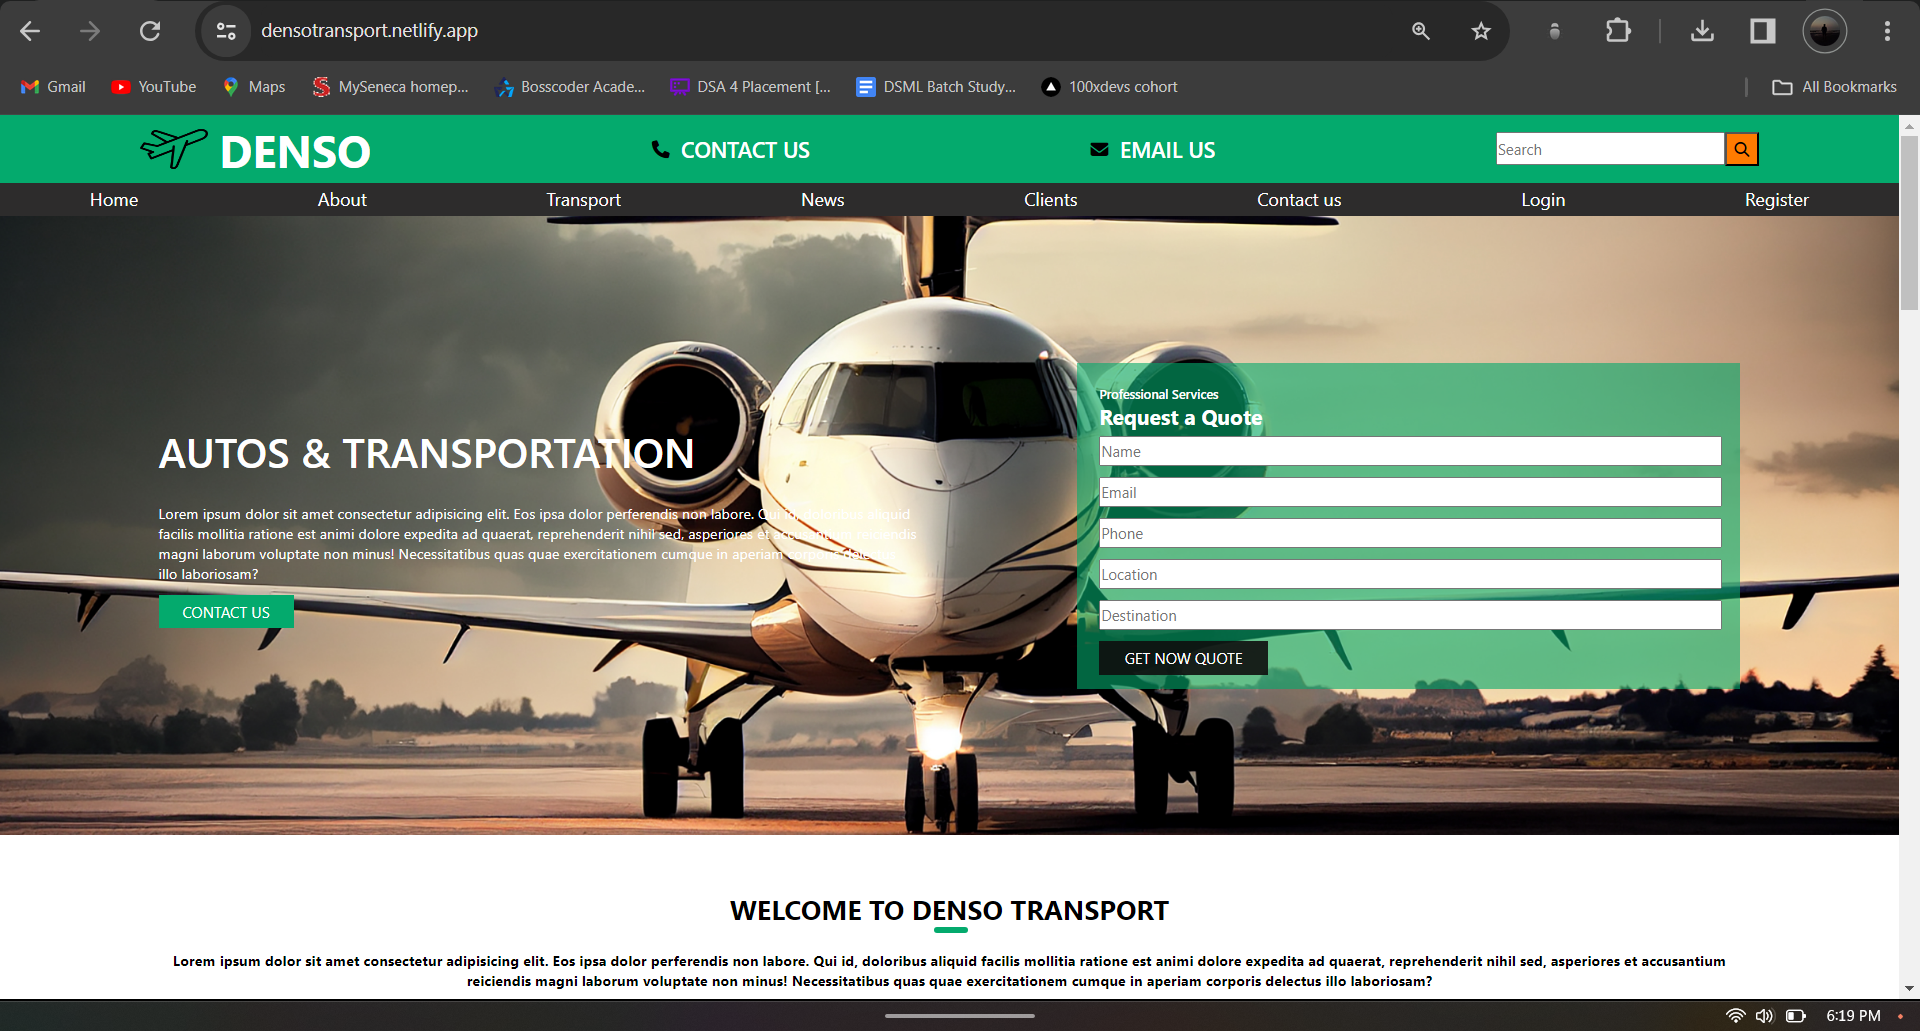 densotransport.netlify.app
Gmail
YouTube
Maps
MySeneca homep...
Bosscoder Acade...
DSA 4 Placement [...
DSML Batch Study...
100xdevs cohort
All Bookmarks
DENSO
CONTACT US
EMAIL US
Search
Home
About
Transport
News
Clients
Contact us
Login
Register
AUTOS & TRANSPORTATION
Lorem ipsum dolor sit amet consectetur adipisicing elit. Eos ipsa dolor perferendis non labore. Qui id, doloribus aliquid
facilis mollitia ratione est animi dolore expedita ad quaerat, reprehenderit nihil sed, asperiores et accusantium reiciendis
magni laborum voluptate non minus! Necessitatibus quas quae exercitationem cumque in aperiam corporis delectus
illo laboriosam?
CONTACT US
Professional Services
Request a Quote
Name
Email
Phone
Location
Destination
GET NOW QUOTE
WELCOME TO DENSO TRANSPORT
Lorem ipsum dolor sit amet consectetur adipisicing elit. Eos ipsa dolor perferendis non labore. Qui id, doloribus aliquid facilis mollitia ratione est animi dolore expedita ad quaerat, reprehenderit nihil sed, asperiores et accusantium
reiciendis magni laborum voluptate non minus! Necessitatibus quas quae exercitationem cumque in aperiam corporis delectus illo laboriosam?
6:19 PM